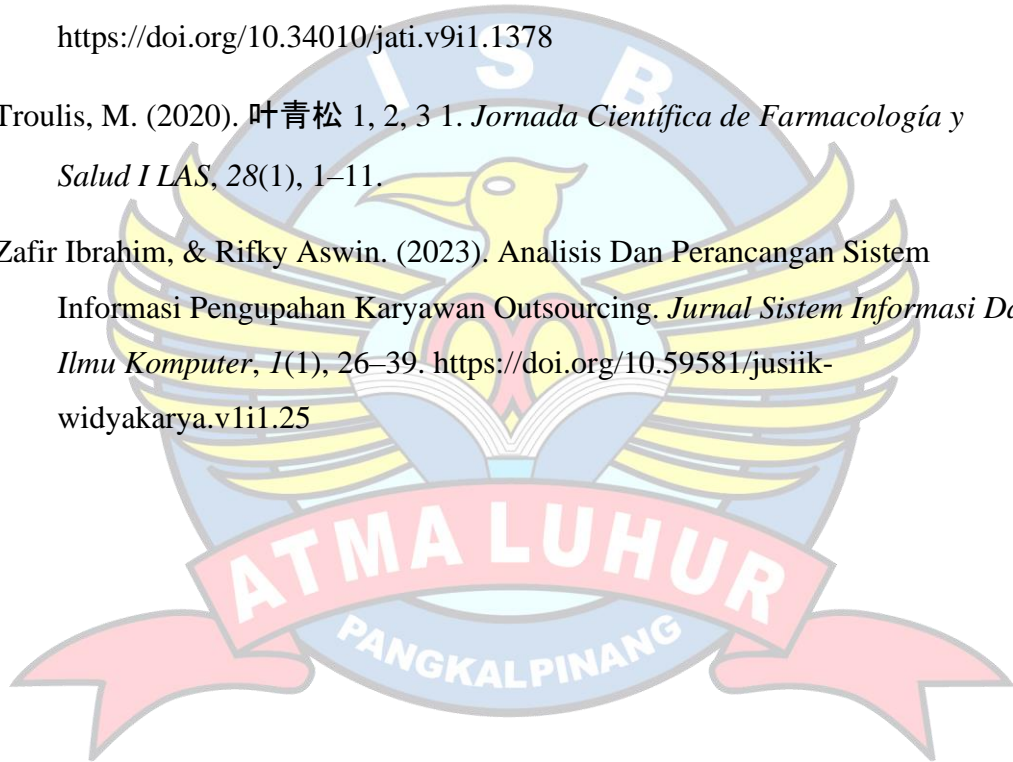 https://doi.org/10.34010/jati.v9i1.1378
Troulis, M. (2020). 叶青松 1, 2, 3 1. Jornada Científica de Farmacología y
Salud I LAS, 28(1), 1–11.
Zafir Ibrahim, & Rifky Aswin. (2023). Analisis Dan Perancangan Sistem
Informasi Pengupahan Karyawan Outsourcing. Jurnal Sistem Informasi Da
Ilmu Komputer, 1(1), 26–39. https://doi.org/10.59581/jusiik-
widyakarya.v1i1.25
I S B
ATMA LUHUR
PANGKALPINANG